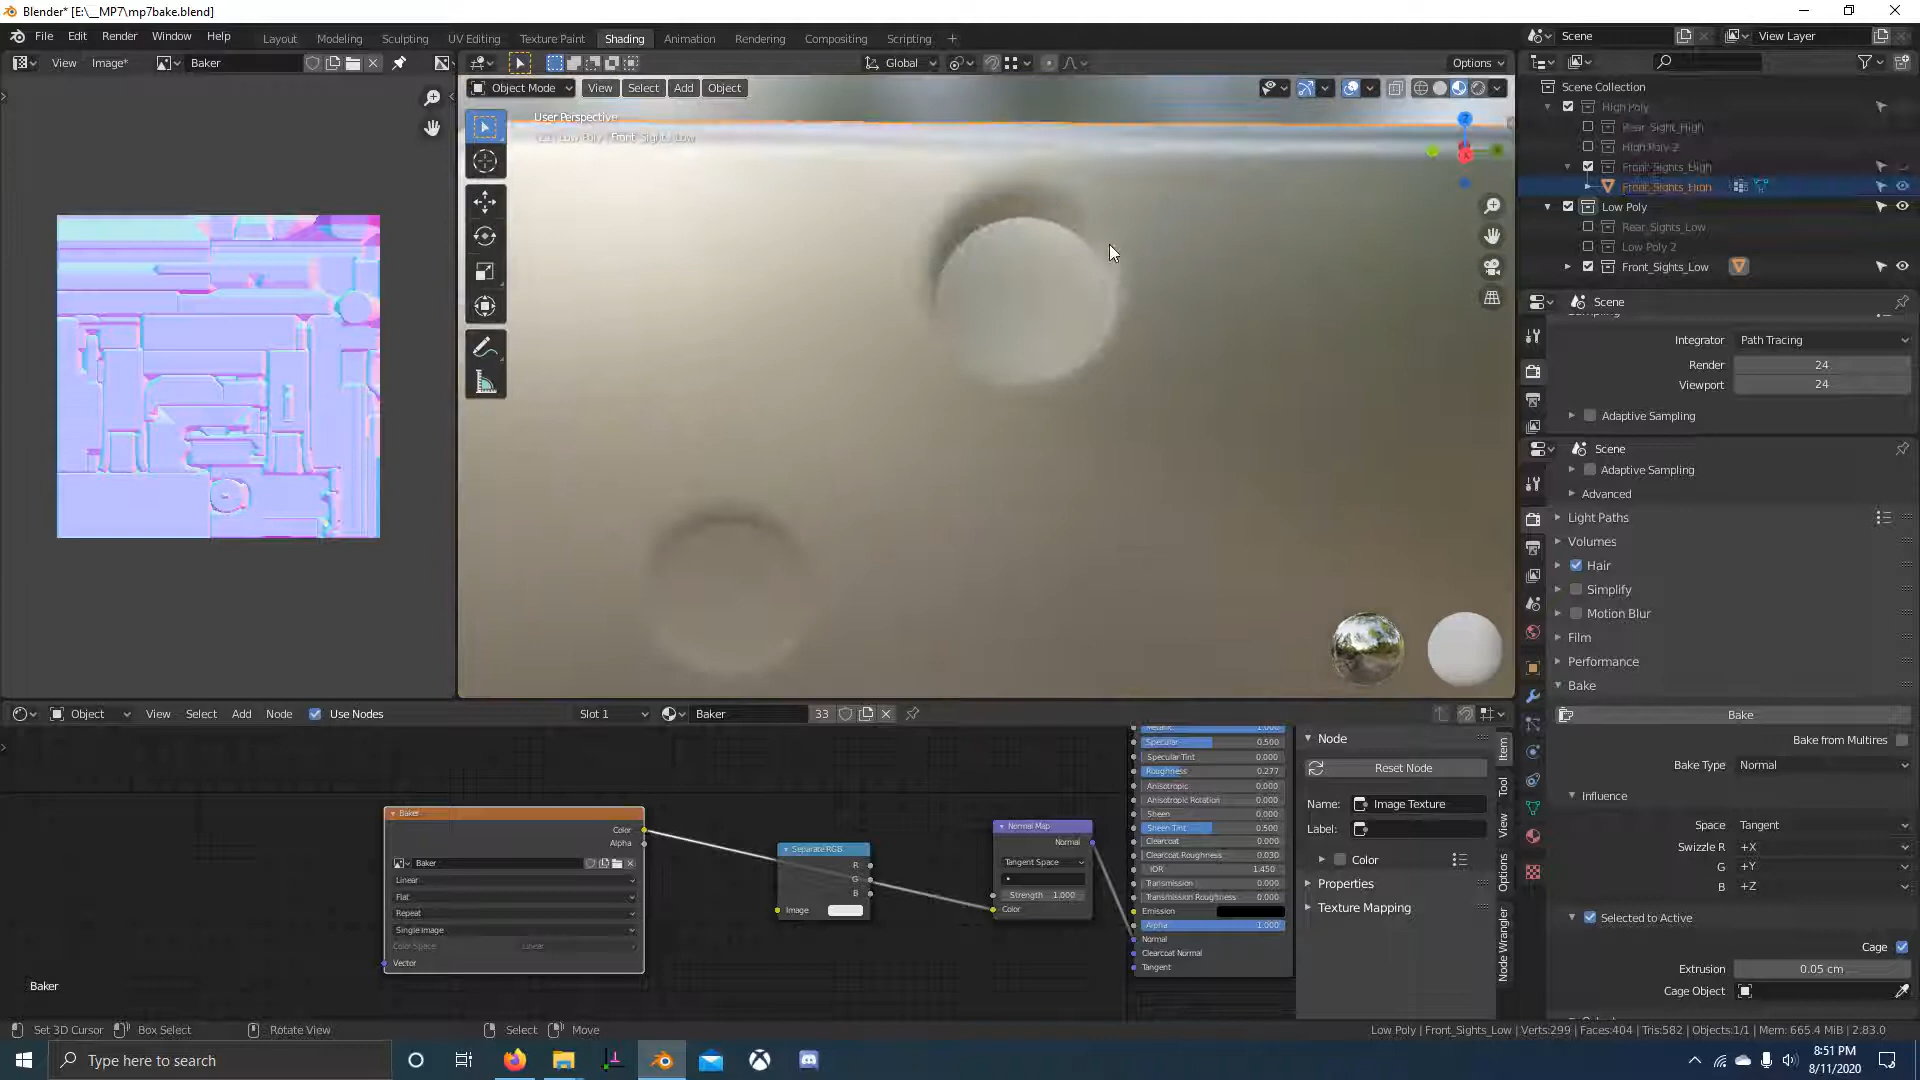 Blender* [E:\__MP7\mp7bake.blend]
File Edit Render Window Help
Layout Modeling Sculpting UV Editing Texture Paint Shading Animation Rendering Compositing Scripting +
Scene
View Layer
View Image* Baker
Global
Options
Object Mode View Select Add Object
User Perspective
Low Poly | Front_Sights_Low
Z
X
Scene Collection
High Poly
Rear_Sight_High
High Poly 2
Front_Sights_High
Front_Sights_High
Low Poly
Rear_Sights_Low
Low Poly 2
Front_Sights_Low
Scene
Sampling
Integrator Path Tracing
Render 24
Viewport 24
Adaptive Sampling
Scene
Adaptive Sampling
Advanced
Light Paths
Volumes
Hair
Simplify
Motion Blur
Film
Performance
Bake
Bake
Bake from Multires
Bake Type Normal
Influence
Space Tangent
Swizzle R +X
G +Y
B +Z
Selected to Active
Cage
Extrusion 0.05 cm
Cage Object
Object View Select Add Node Use Nodes Slot 1 Baker 33
Baker
Color
Alpha
Baker
Linear
Flat
Repeat
Single Image
Color Space Linear
Vector
Separate RGB
R
G
B
Image
Normal Map
Normal
Tangent Space
Strength 1.000
Color
Metallic 1.000
Specular 0.500
Specular Tint 0.000
Roughness 0.277
Anisotropic 0.000
Anisotropic Rotation 0.000
Sheen 0.000
Sheen Tint 0.500
Clearcoat 0.000
Clearcoat Roughness 0.030
IOR 1.450
Transmission 0.000
Transmission Roughness 0.000
Emission
Alpha 1.000
Normal
Clearcoat Normal
Tangent
Node
Reset Node
Name: Image Texture
Label:
Color
Properties
Texture Mapping
Item
Tool
View
Options
Node Wrangler
Baker
Set 3D Cursor Box Select Rotate View Select Move
Low Poly | Front_Sights_Low | Verts:299 | Faces:404 | Tris:582 | Objects:1/1 | Mem: 665.4 MiB | 2.83.0
Type here to search
8:51 PM
8/11/2020